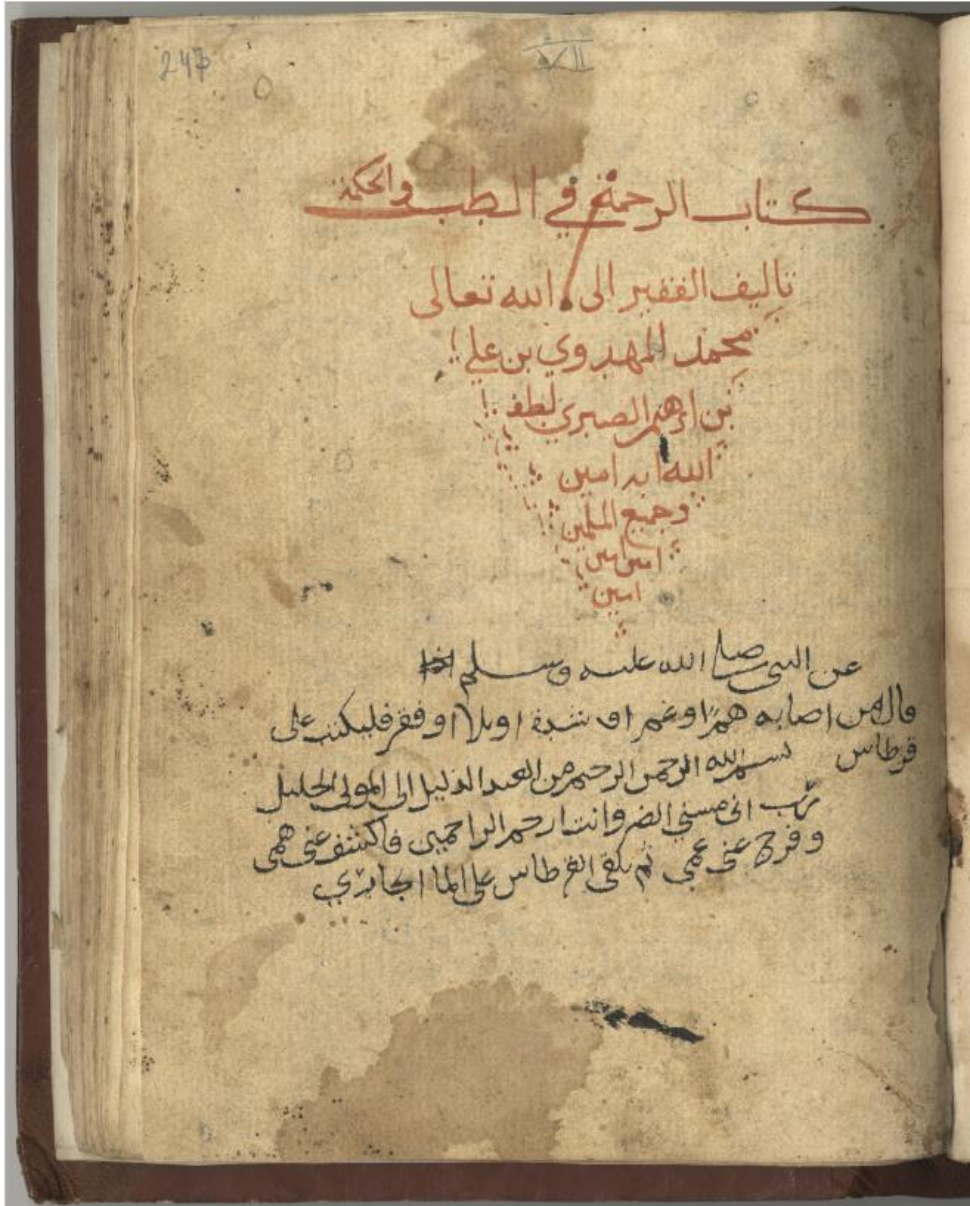 247
VII
كتاب الرحمة في الطب والحكمة
تاليف الفقير الى الله تعالى
محمد المهدوي بن علي
بن ابرهيم الصبري لطف
الله به امين
وجميع المسلمين
امين امين
امين
عن النبي صلى الله عليه وسلم
قال من اصابه هم او غم او شدة او بلا او فقر فليكتب على
قرطاس بسم الله الرحمن الرحيم من العبد الذليل الى المولى الجليل
رب اني مسني الضر وانت ارحم الراحمين فاكشف عني همي
وفرج عني غمي ثم يلقي القرطاس على الما الجاري